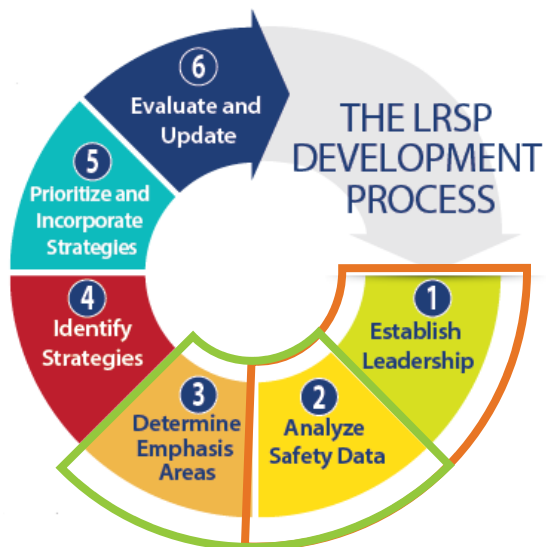 THE LRSP
DEVELOPMENT
PROCESS
1
Establish
Leadership
2
Analyze
Safety Data
3
Determine
Emphasis
Areas
4
Identify
Strategies
5
Prioritize and
Incorporate
Strategies
6
Evaluate and
Update